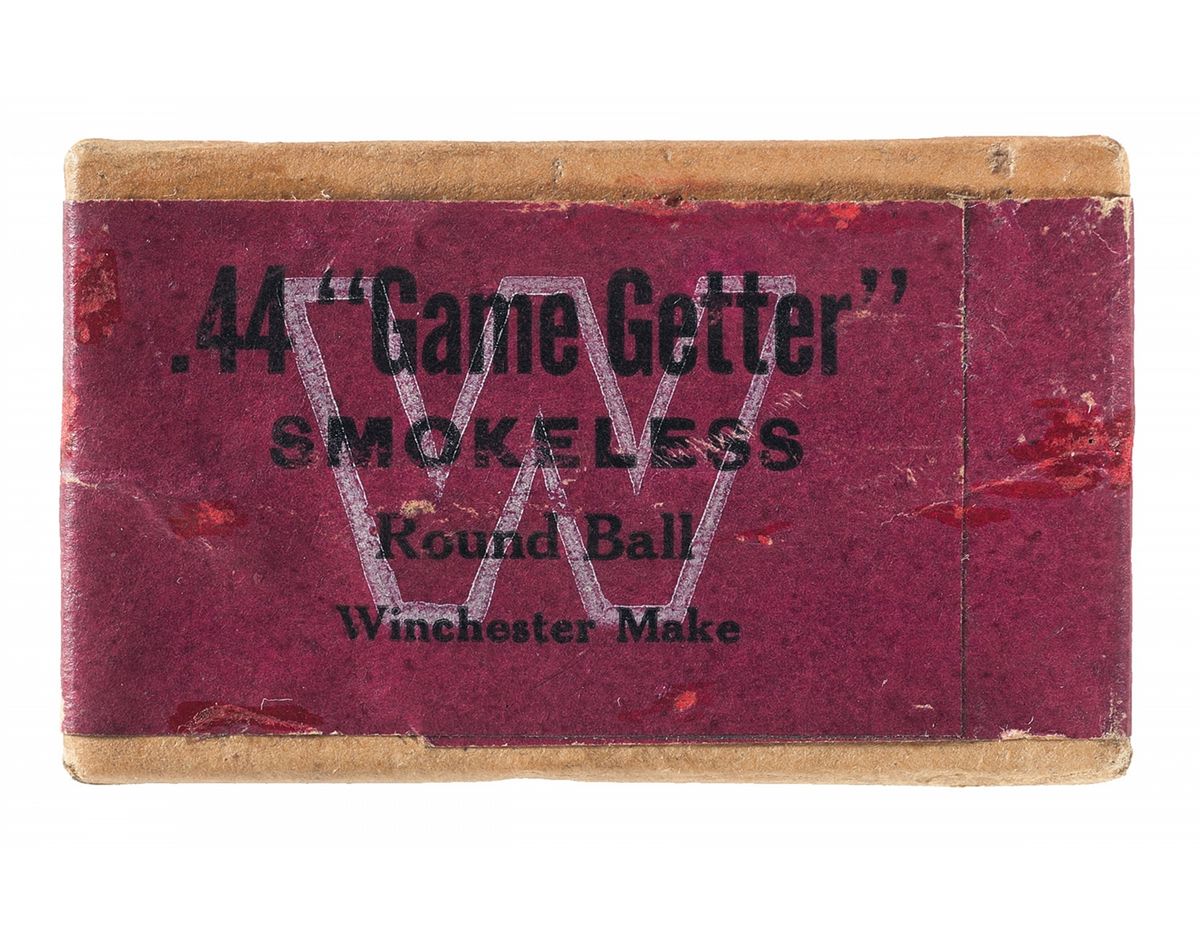 .44 “Game Getter”
SMOKELESS
Round Ball
Winchester Make
W